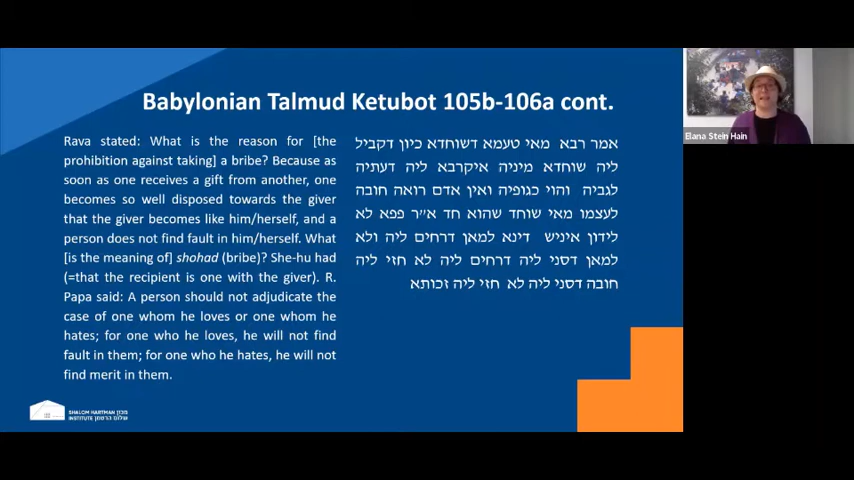 Babylonian Talmud Ketubot 105b-106a cont.
Rava stated: What is the reason for [the
prohibition against taking] a bribe? Because as
soon as one receives a gift from another, one
becomes so well disposed towards the giver
that the giver becomes like him/herself, and a
person does not find fault in him/herself. What
[is the meaning of] shohad (bribe)? She-hu had
(=that the recipient is one with the giver). R.
Papa said: A person should not adjudicate the
case of one whom he loves or one whom he
hates; for one who he loves, he will not find
fault in them; for one who he hates, he will not
find merit in them.
אמר רבא מאי טעמא דשוחדא כיון דקביל
ליה שוחדא מיניה איקרבא ליה דעתיה
לגביה והוי כגופיה ואין אדם רואה חובה
לעצמו מאי שוחד שהוא חד א״ר פפא לא
לידון איניש דינא למאן דרחים ליה ולא
למאן דסני ליה דרחים ליה לא חזי ליה
חובה דסני ליה לא חזי ליה זכותא
SHALOM HARTMAN מכון
INSTITUTE שלום הרטמן
Elana Stein Hain